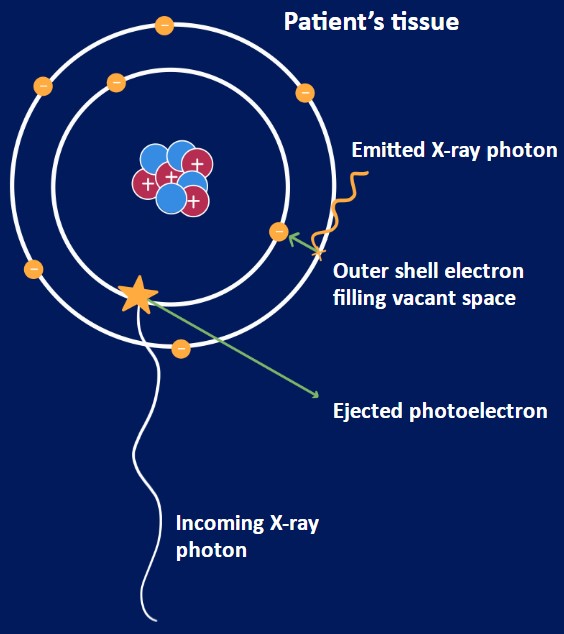 Patient's tissue
Emitted X-ray photon
Outer shell electron
filling vacant space
Ejected photoelectron
Incoming X-ray
photon